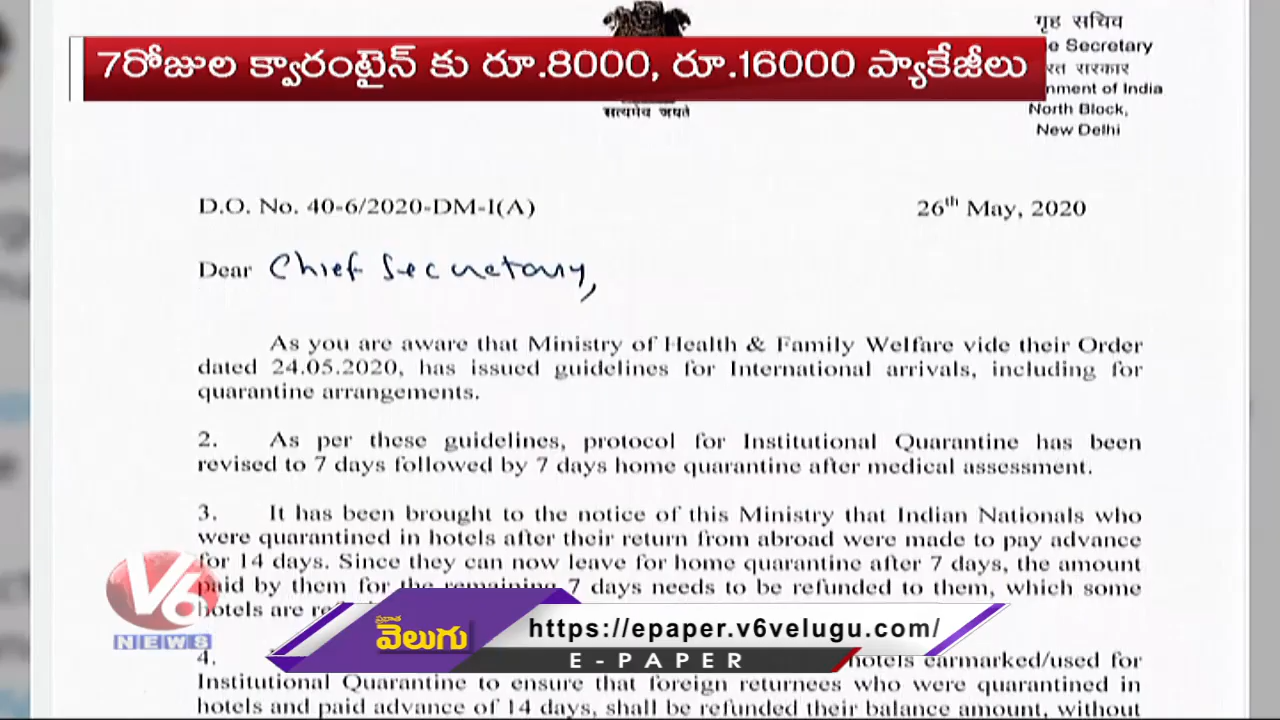 गृह सचिव
e Secretary
रत सरकार
nment of India
North Block,
New Delhi
7రోజుల క్వారంటైన్ కు రూ.8000, రూ.16000 ప్యాకేజీలు
सत्यमेव जयते
D.O. No. 40-6/2020-DM-I(A) 26th May, 2020
Dear Chief Secretary,
As you are aware that Ministry of Health & Family Welfare vide their Order
dated 24.05.2020, has issued guidelines for International arrivals, including for
quarantine arrangements.
2. As per these guidelines, protocol for Institutional Quarantine has been
revised to 7 days followed by 7 days home quarantine after medical assessment.
3. It has been brought to the notice of this Ministry that Indian Nationals who
were quarantined in hotels after their return from abroad were made to pay advance
for 14 days. Since they can now leave for home quarantine after 7 days, the amount
paid by them for the remaining 7 days needs to be refunded to them, which some
hotels are
4. hotels earmarked/used for
Institutional Quarantine to ensure that foreign returnees who were quarantined in
hotels and paid advance of 14 days, shall be refunded their balance amount, without
V6
NEWS
ప్రభాత
వెలుగు
https://epaper.v6velugu.com/
E-PAPER